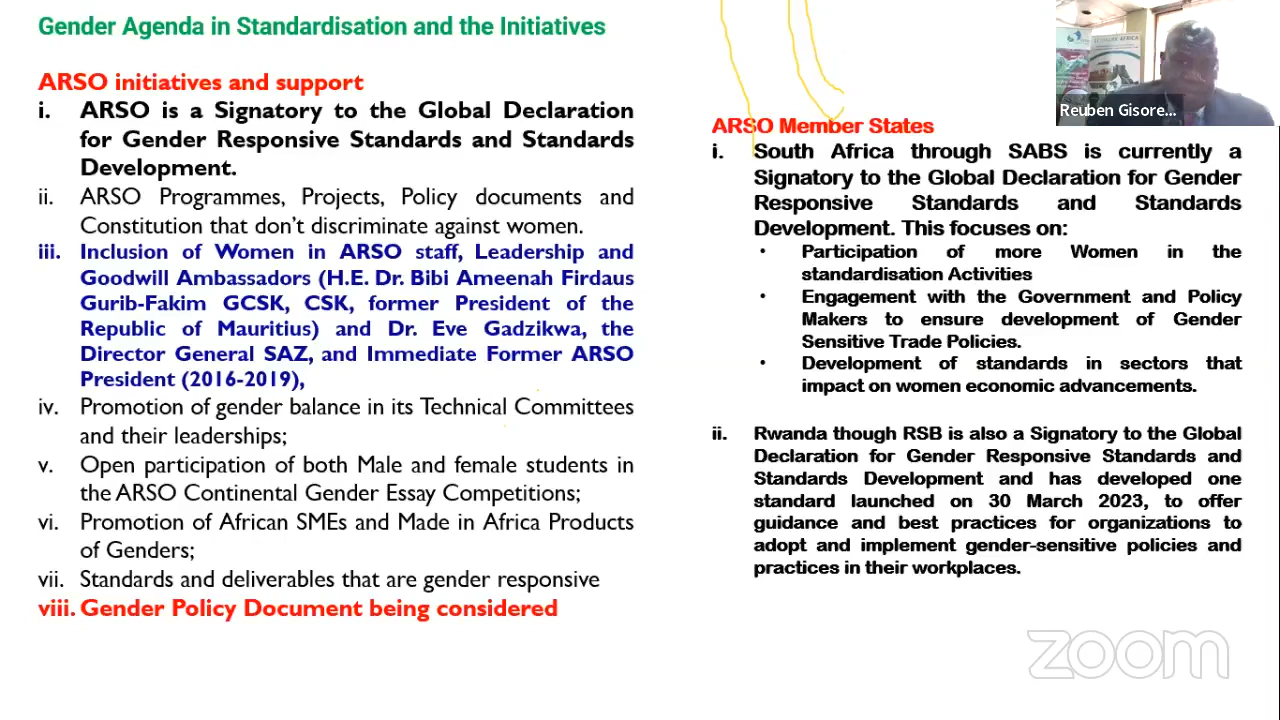 Gender Agenda in Standardisation and the Initiatives
ARSO initiatives and support
i. ARSO is a Signatory to the Global Declaration
for Gender Responsive Standards and Standards
Development.
ii. ARSO Programmes, Projects, Policy documents and
Constitution that don't discriminate against women.
iii. Inclusion of Women in ARSO staff, Leadership and
Goodwill Ambassadors (H.E. Dr. Bibi Ameenah Firdaus
Gurib-Fakim GCSK, CSK, former President of the
Republic of Mauritius) and Dr. Eve Gadzikwa, the
Director General SAZ, and Immediate Former ARSO
President (2016-2019),
iv. Promotion of gender balance in its Technical Committees
and their leaderships;
v. Open participation of both Male and female students in
the ARSO Continental Gender Essay Competitions;
vi. Promotion of African SMEs and Made in Africa Products
of Genders;
vii. Standards and deliverables that are gender responsive
viii. Gender Policy Document being considered
Reuben Gisore...
ARSO Member States
i. South Africa through SABS is currently a
Signatory to the Global Declaration for Gender
Responsive Standards and Standards
Development. This focuses on:
• Participation of more Women in the
standardisation Activities
• Engagement with the Government and Policy
Makers to ensure development of Gender
Sensitive Trade Policies.
• Development of standards in sectors that
impact on women economic advancements.
ii. Rwanda though RSB is also a Signatory to the Global
Declaration for Gender Responsive Standards and
Standards Development and has developed one
standard launched on 30 March 2023, to offer
guidance and best practices for organizations to
adopt and implement gender-sensitive policies and
practices in their workplaces.
zoom